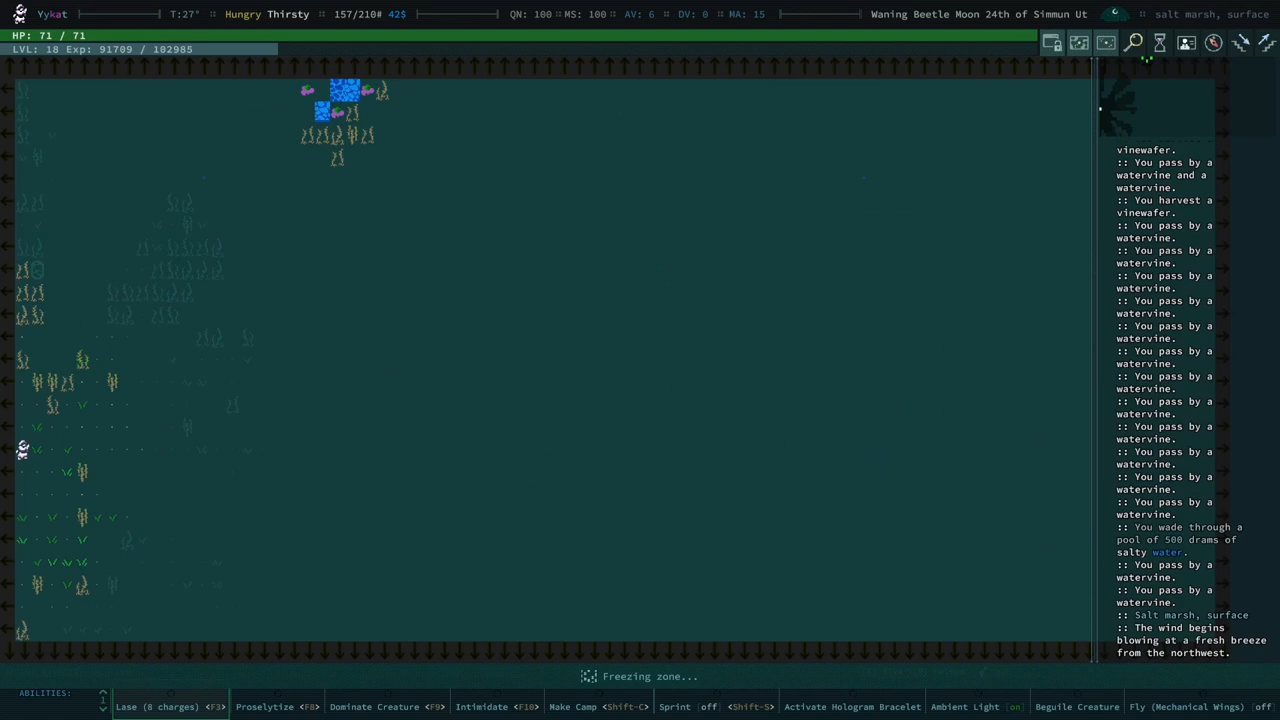 Yykat T:27° Hungry Thirsty 157/210# 42$ QN: 100 MS: 100 AV: 6 DV: 0 MA: 15 Waning Beetle Moon 24th of Simmun Ut salt marsh, surface
HP: 71 / 71
LVL: 18 Exp: 91709 / 102985
vinewafer.
:: You pass by a
watervine and a
watervine.
:: You harvest a
vinewafer.
:: You pass by a
watervine.
:: You pass by a
watervine.
:: You pass by a
watervine.
:: You pass by a
watervine.
:: You pass by a
watervine.
:: You pass by a
watervine.
:: You pass by a
watervine.
:: You pass by a
watervine.
:: You pass by a
watervine.
:: You pass by a
watervine.
:: You pass by a
watervine.
:: You pass by a
watervine.
:: You wade through a
pool of 500 drams of
salty water.
:: You pass by a
watervine.
:: You pass by a
watervine.
:: Salt marsh, surface
:: The wind begins
blowing at a fresh breeze
from the northwest.
Freezing zone...
ABILITIES: 1 Lase (8 charges) <F3> Proselytize <F8> Dominate Creature <F9> Intimidate <F10> Make Camp <Shift-C> Sprint [off] <Shift-S> Activate Hologram Bracelet Ambient Light [on] Beguile Creature Fly (Mechanical Wings) [off